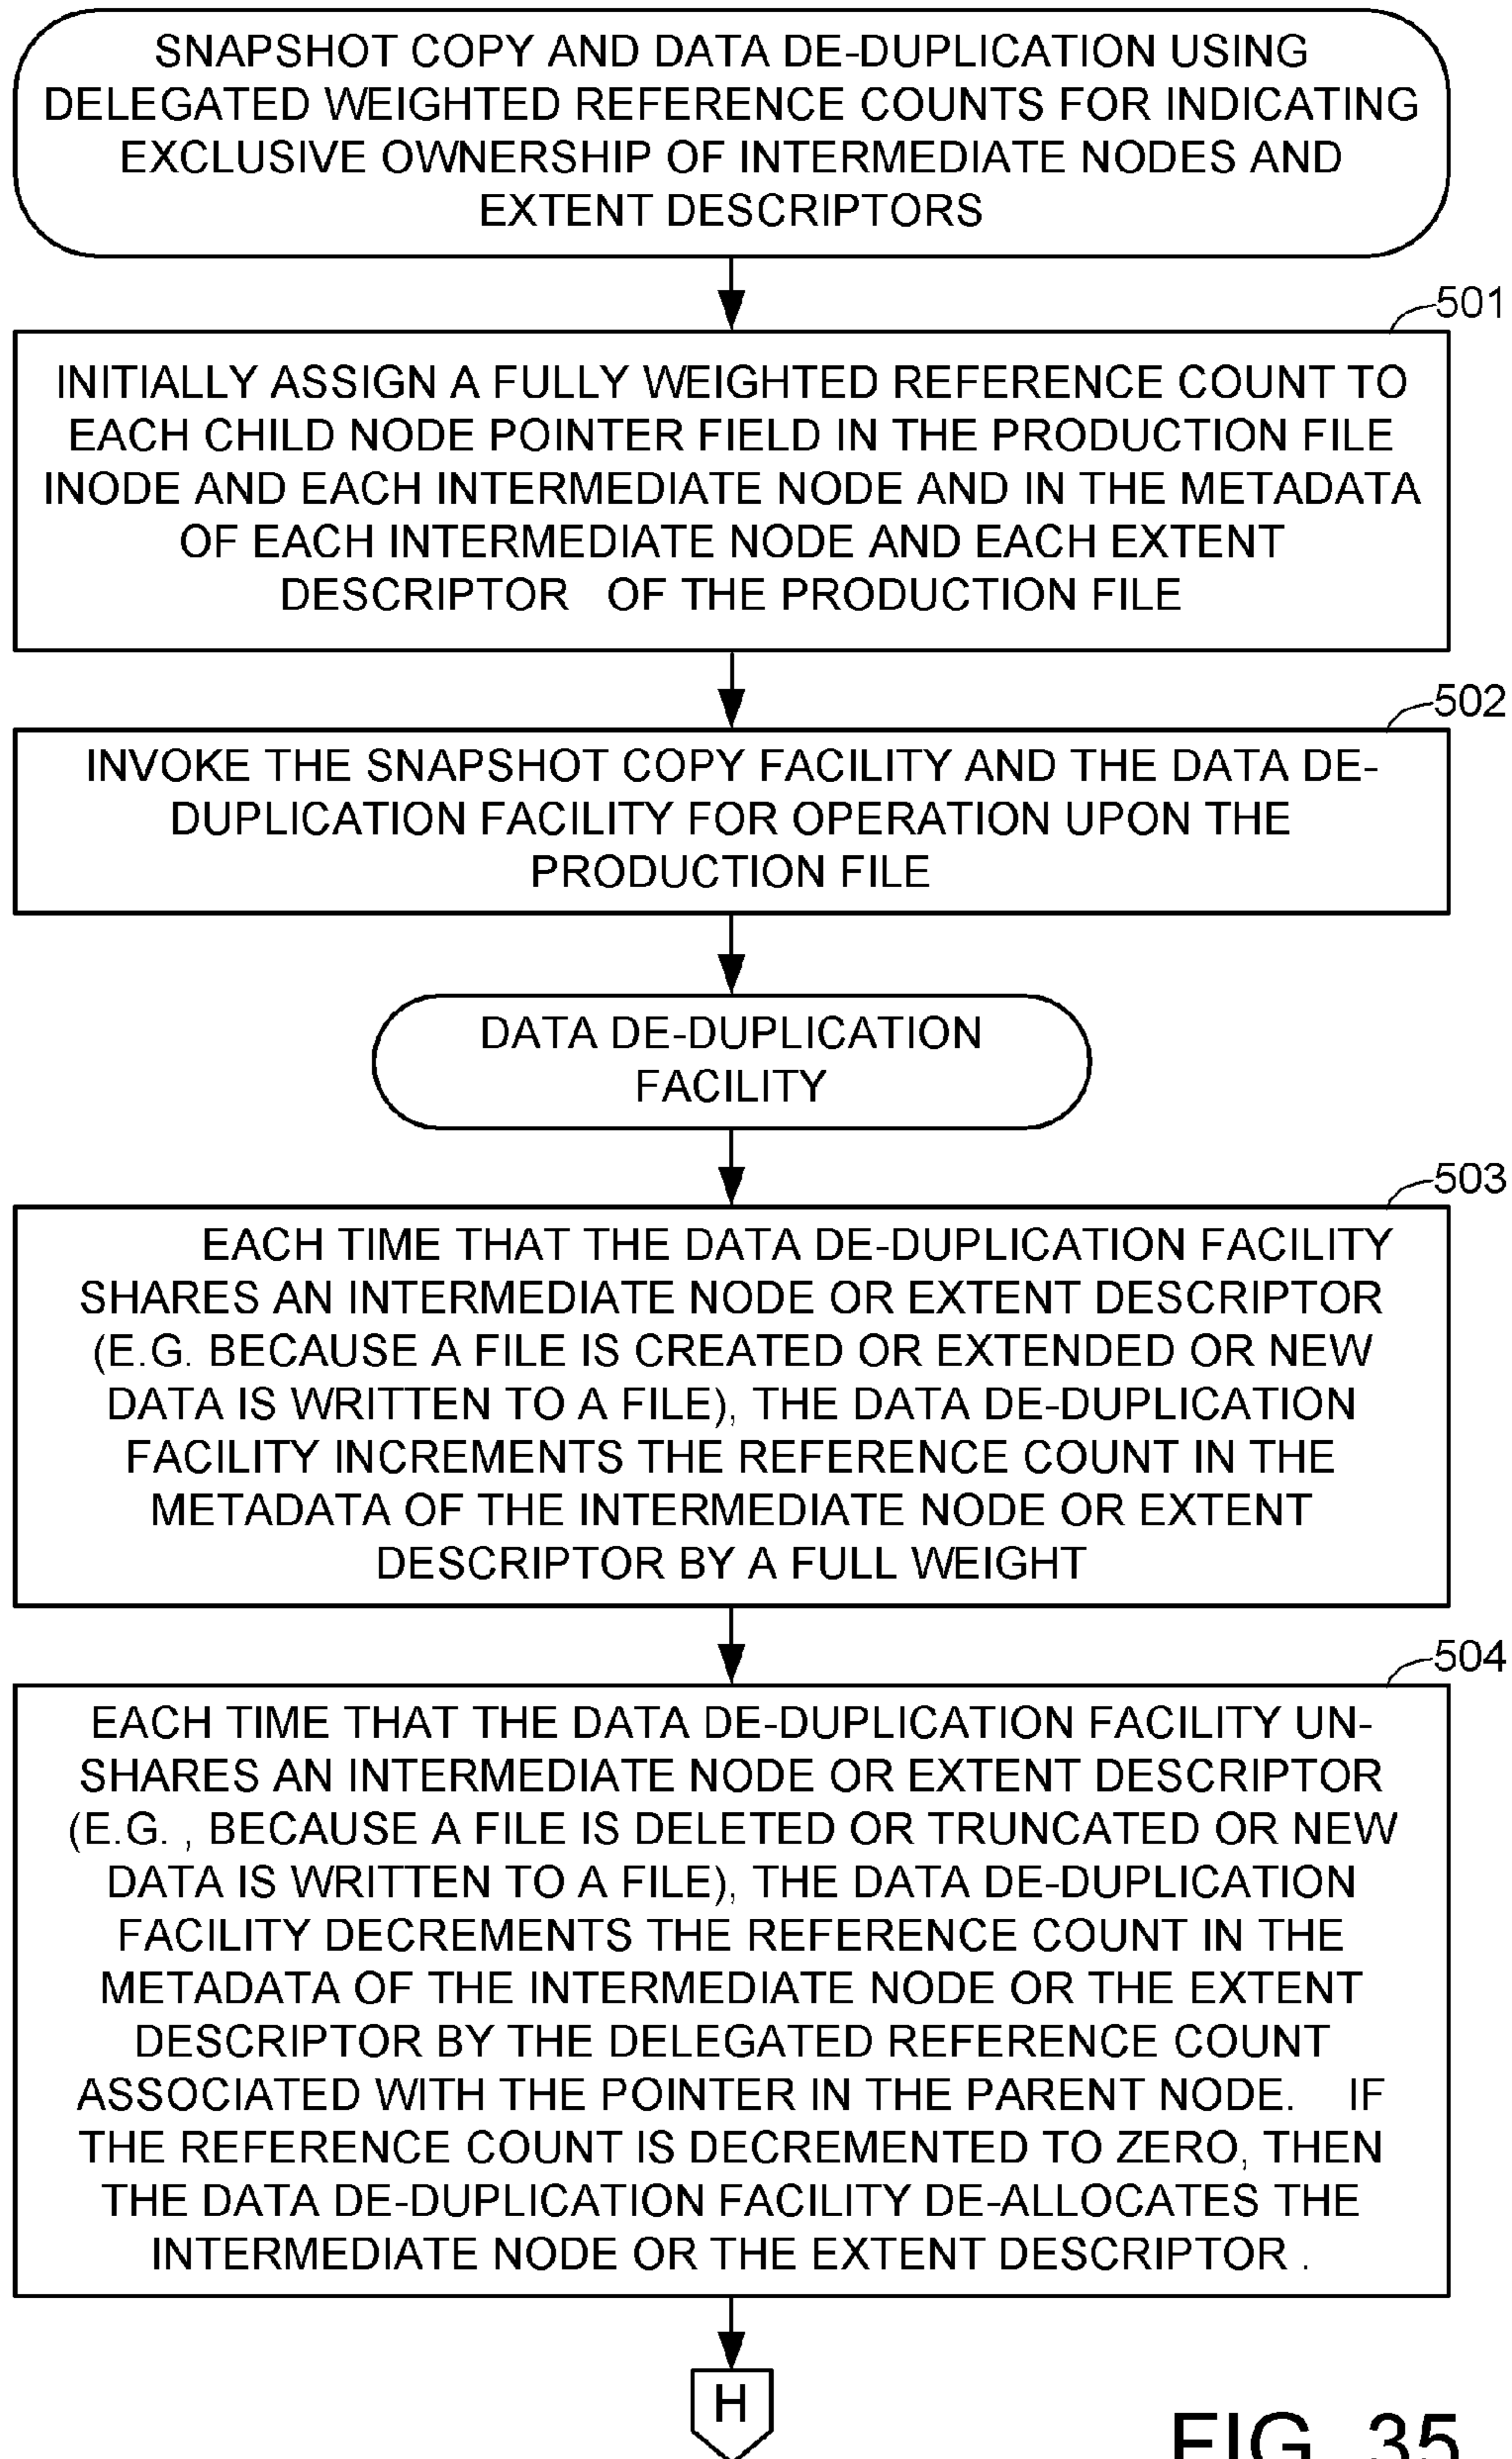 SNAPSHOT COPY AND DATA DE-DUPLICATION USING
DELEGATED WEIGHTED REFERENCE COUNTS FOR INDICATING
EXCLUSIVE OWNERSHIP OF INTERMEDIATE NODES AND
EXTENT DESCRIPTORS
501
INITIALLY ASSIGN A FULLY WEIGHTED REFERENCE COUNT TO
EACH CHILD NODE POINTER FIELD IN THE PRODUCTION FILE
INODE AND EACH INTERMEDIATE NODE AND IN THE METADATA
OF EACH INTERMEDIATE NODE AND EACH EXTENT
DESCRIPTOR OF THE PRODUCTION FILE
502
INVOKE THE SNAPSHOT COPY FACILITY AND THE DATA DE-
DUPLICATION FACILITY FOR OPERATION UPON THE
PRODUCTION FILE
DATA DE-DUPLICATION
FACILITY
503
EACH TIME THAT THE DATA DE-DUPLICATION FACILITY
SHARES AN INTERMEDIATE NODE OR EXTENT DESCRIPTOR
(E.G. BECAUSE A FILE IS CREATED OR EXTENDED OR NEW
DATA IS WRITTEN TO A FILE), THE DATA DE-DUPLICATION
FACILITY INCREMENTS THE REFERENCE COUNT IN THE
METADATA OF THE INTERMEDIATE NODE OR EXTENT
DESCRIPTOR BY A FULL WEIGHT
504
EACH TIME THAT THE DATA DE-DUPLICATION FACILITY UN-
SHARES AN INTERMEDIATE NODE OR EXTENT DESCRIPTOR
(E.G. , BECAUSE A FILE IS DELETED OR TRUNCATED OR NEW
DATA IS WRITTEN TO A FILE), THE DATA DE-DUPLICATION
FACILITY DECREMENTS THE REFERENCE COUNT IN THE
METADATA OF THE INTERMEDIATE NODE OR THE EXTENT
DESCRIPTOR BY THE DELEGATED REFERENCE COUNT
ASSOCIATED WITH THE POINTER IN THE PARENT NODE. IF
THE REFERENCE COUNT IS DECREMENTED TO ZERO, THEN
THE DATA DE-DUPLICATION FACILITY DE-ALLOCATES THE
INTERMEDIATE NODE OR THE EXTENT DESCRIPTOR .
H
FIG. 35